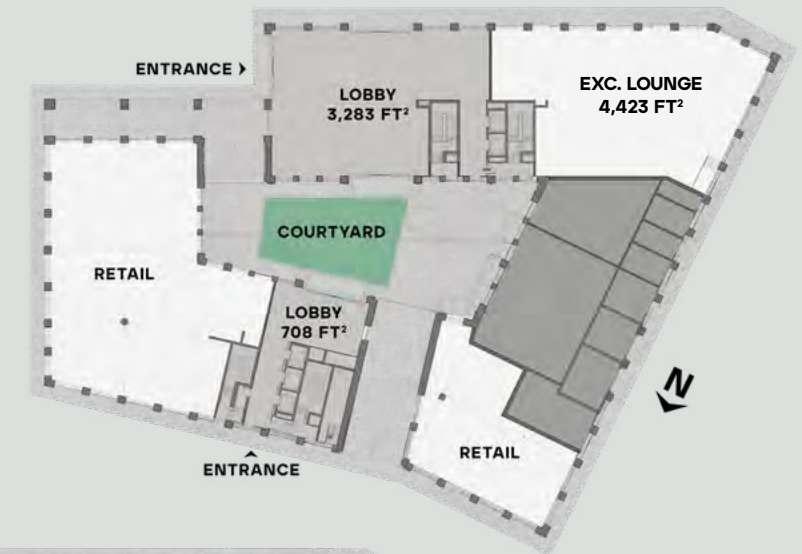 ENTRANCE
LOBBY
3,283 FT²
EXC. LOUNGE
4,423 FT²
COURTYARD
RETAIL
LOBBY
708 FT²
N
RETAIL
ENTRANCE